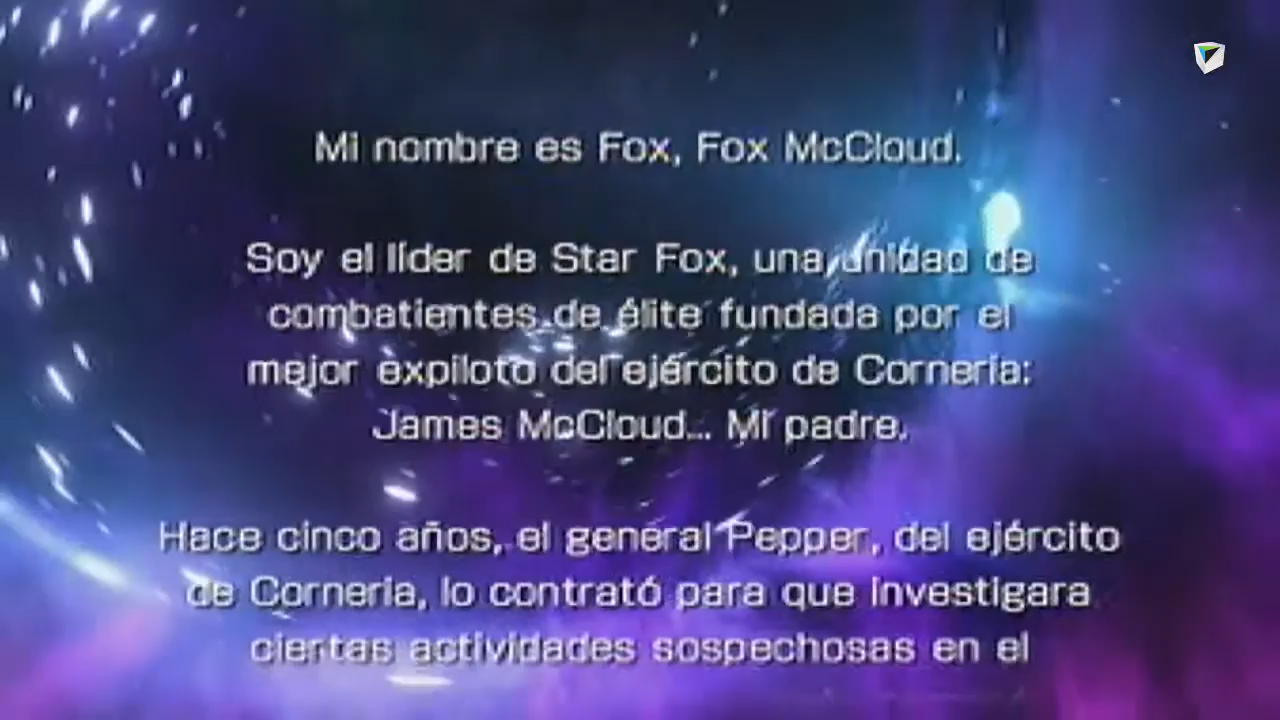 Mi nombre es Fox, Fox McCloud.
Soy el líder de Star Fox, una unidad de
combatientes de élite fundada por el
mejor expiloto del ejército de Corneria:
James McCloud... Mi padre.
Hace cinco años, el general Pepper, del ejército
de Corneria, lo contrató para que investigara
ciertas actividades sospechosas en el